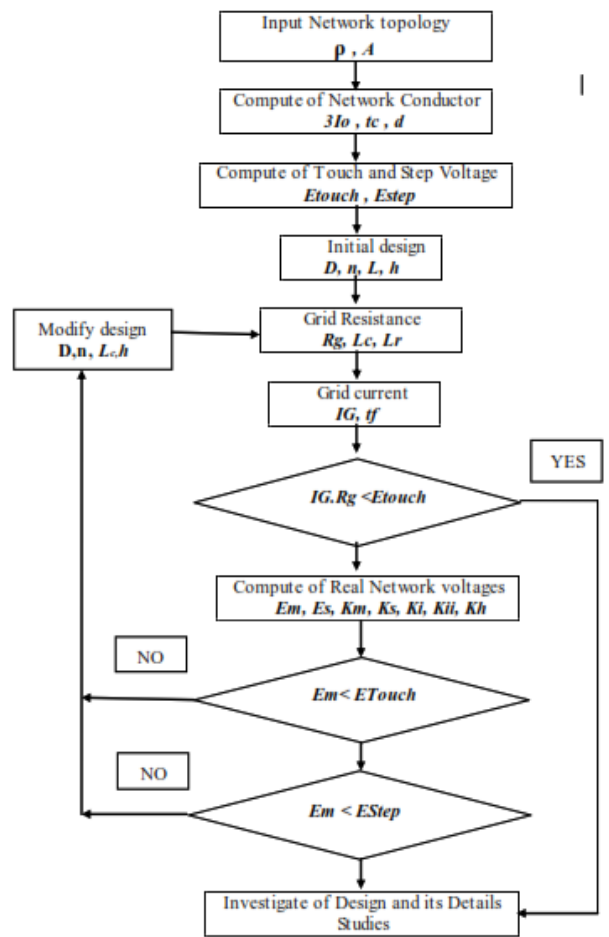 Input Network topology
ρ , A
Compute of Network Conductor
3Io , tc , d
Compute of Touch and Step Voltage
Etouch , Estep
Initial design
D, n, L, h
Modify design
D,n, Lc,h
Grid Resistance
Rg, Lc, Lr
Grid current
IG, tf
YES
IG.Rg <Etouch
Compute of Real Network voltages
Em, Es, Km, Ks, Ki, Kii, Kh
NO
Em< ETouch
NO
Em < EStep
Investigate of Design and its Details
Studies